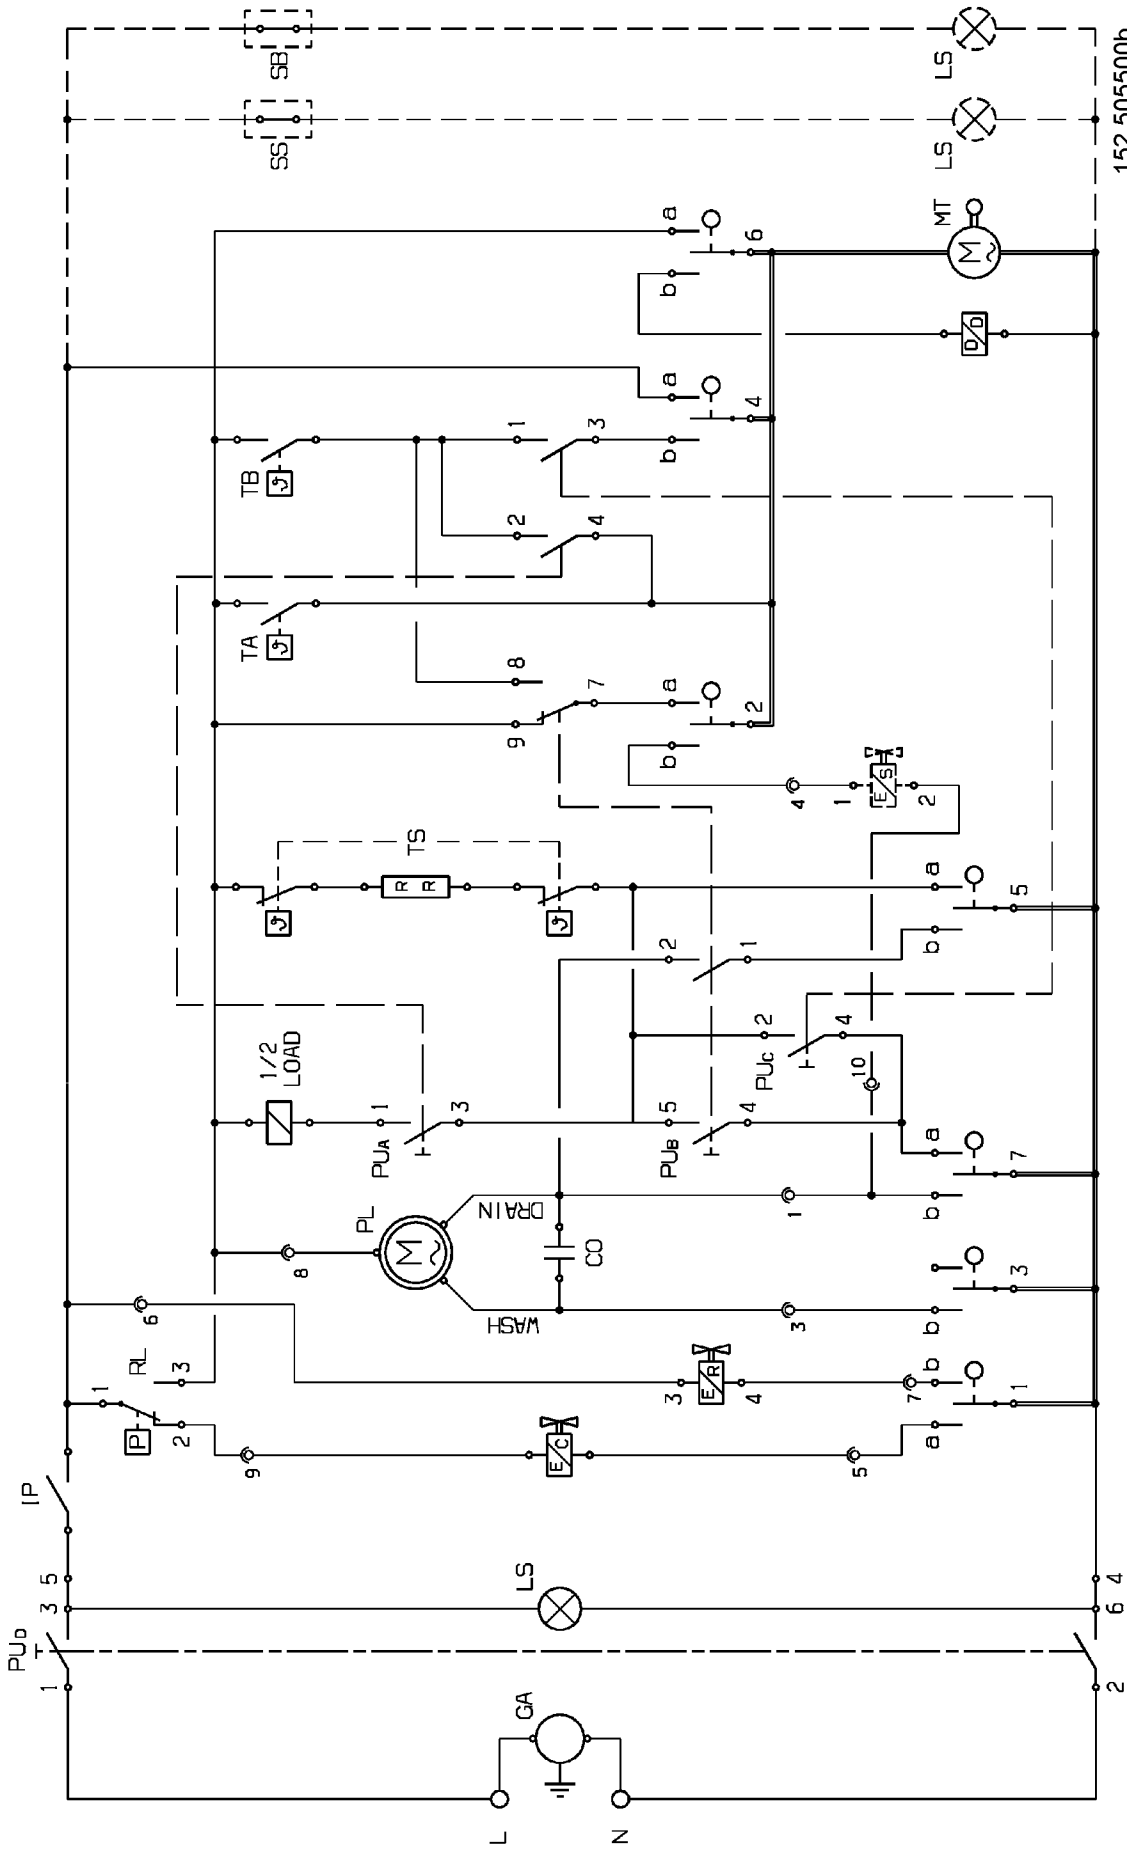 PUD IP
1 3 5
1
P RL
6
2 3
9 TA TB
1/2 SS SB
LOAD
ϑ ϑ ϑ
8
PL
1
PUA
M
R R
TS
3
L
GA LS
9 8 2 1
WASH DRAIN
E C
ϑ
CO
7 4 3
N
3 E R 4
PUB 5 4
2 1
b a b a b a
2 4 6
PUC 2 4
3 1 4
1 E S 2
5 7 10
a b b b a b a
LS LS
MT
M
D D
1 3 7 5
2 6 4
152 505500b